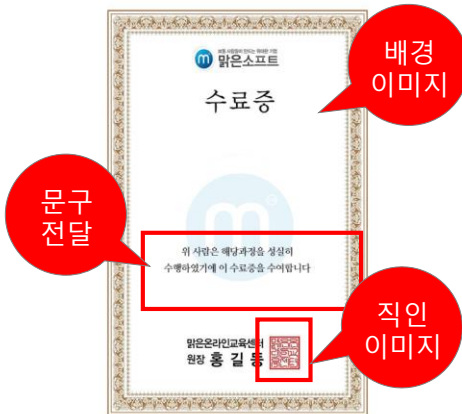 배경
이미지
맑은소프트
수료증
문구
전달
위 사람은 해당과정을 성실히
수행하였기에 이 수료증을 수여합니다
직인
이미지
맑은온라인교육센터
원장 홍 길 동